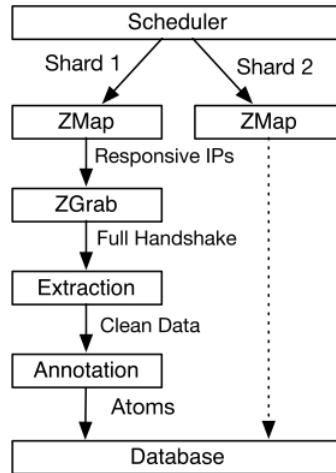 Scheduler
Shard 1
Shard 2
ZMap
ZMap
Responsive IPs
ZGrab
Full Handshake
Extraction
Clean Data
Annotation
Atoms
Database